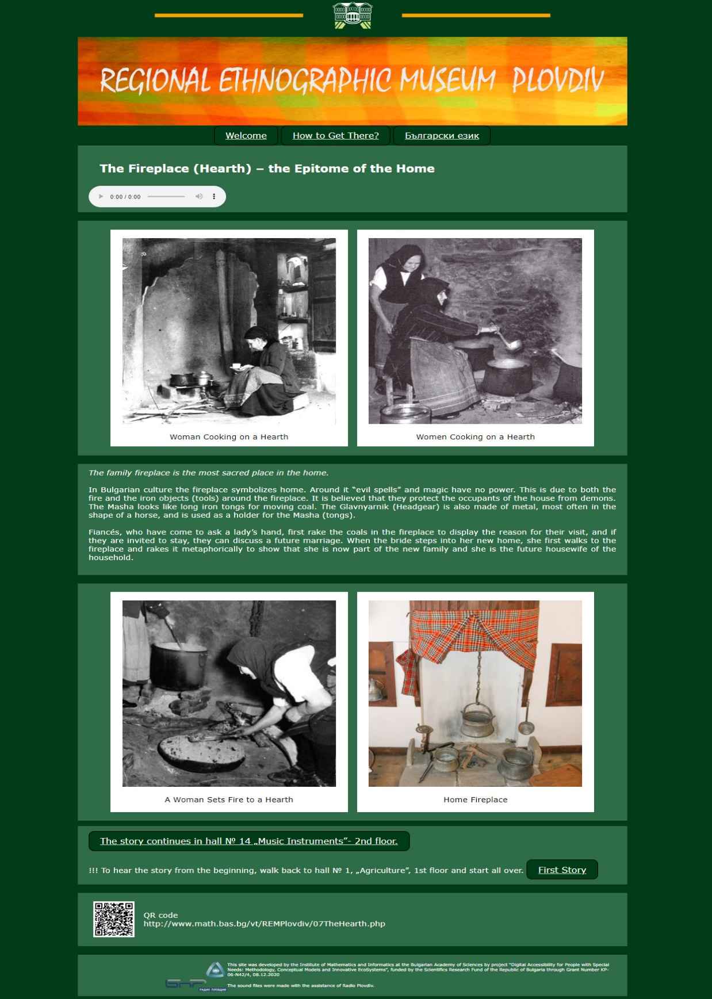 REGIONAL ETHNOGRAPHIC MUSEUM PLOVDIV
Welcome
How to Get There?
Български език
The Fireplace (Hearth) – the Epitome of the Home
0:00 / 0:00
Woman Cooking on a Hearth
Women Cooking on a Hearth
The family fireplace is the most sacred place in the home.
In Bulgarian culture the fireplace symbolizes home. Around it “evil spells” and magic have no power. This is due to both the
fire and the iron objects (tools) around the fireplace. It is believed that they protect the occupants of the house from demons.
The Masha looks like long iron tongs for moving coal. The Glavnyarnik (Headgear) is also made of metal, most often in the
shape of a horse, and is used as a holder for the Masha (tongs).
Fiancés, who have come to ask a lady’s hand, first rake the coals in the fireplace to display the reason for their visit, and if
they are invited to stay, they can discuss a future marriage. When the bride steps into her new home, she first walks to the
fireplace and rakes it metaphorically to show that she is now part of the new family and she is the future housewife of the
household.
A Woman Sets Fire to a Hearth
Home Fireplace
The story continues in hall № 14 „Music Instruments”- 2nd floor.
!!! To hear the story from the beginning, walk back to hall № 1, „Agriculture”, 1st floor and start all over.
First Story
QR code
http://www.math.bas.bg/vt/REMPlovdiv/07TheHearth.php
This site was developed by the Institute of Mathematics and Informatics at the Bulgarian Academy of Sciences by project “Digital Accessibility for People with Special
Needs: Methodology, Conceptual Models and Innovative EcoSystems”, funded by the Scientifics Research Fund of the Republic of Bulgaria through Grant Number KP-
06-N42/4, 08.12.2020
бнр
РАДИО ПЛОВДИВ
The sound files were made with the assistance of Radio Plovdiv.